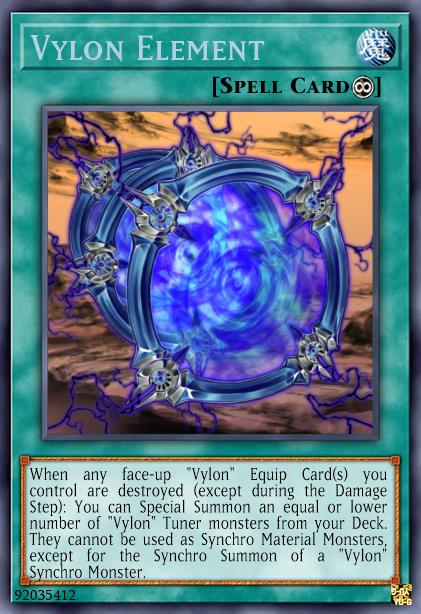 Vylon Element
魔
[Spell Card♾]
When any face-up "Vylon" Equip Card(s) you
control are destroyed (except during the Damage
Step): You can Special Summon an equal or lower
number of "Vylon" Tuner monsters from your Deck.
They cannot be used as Synchro Material Monsters,
except for the Synchro Summon of a "Vylon"
Synchro Monster.
92035412